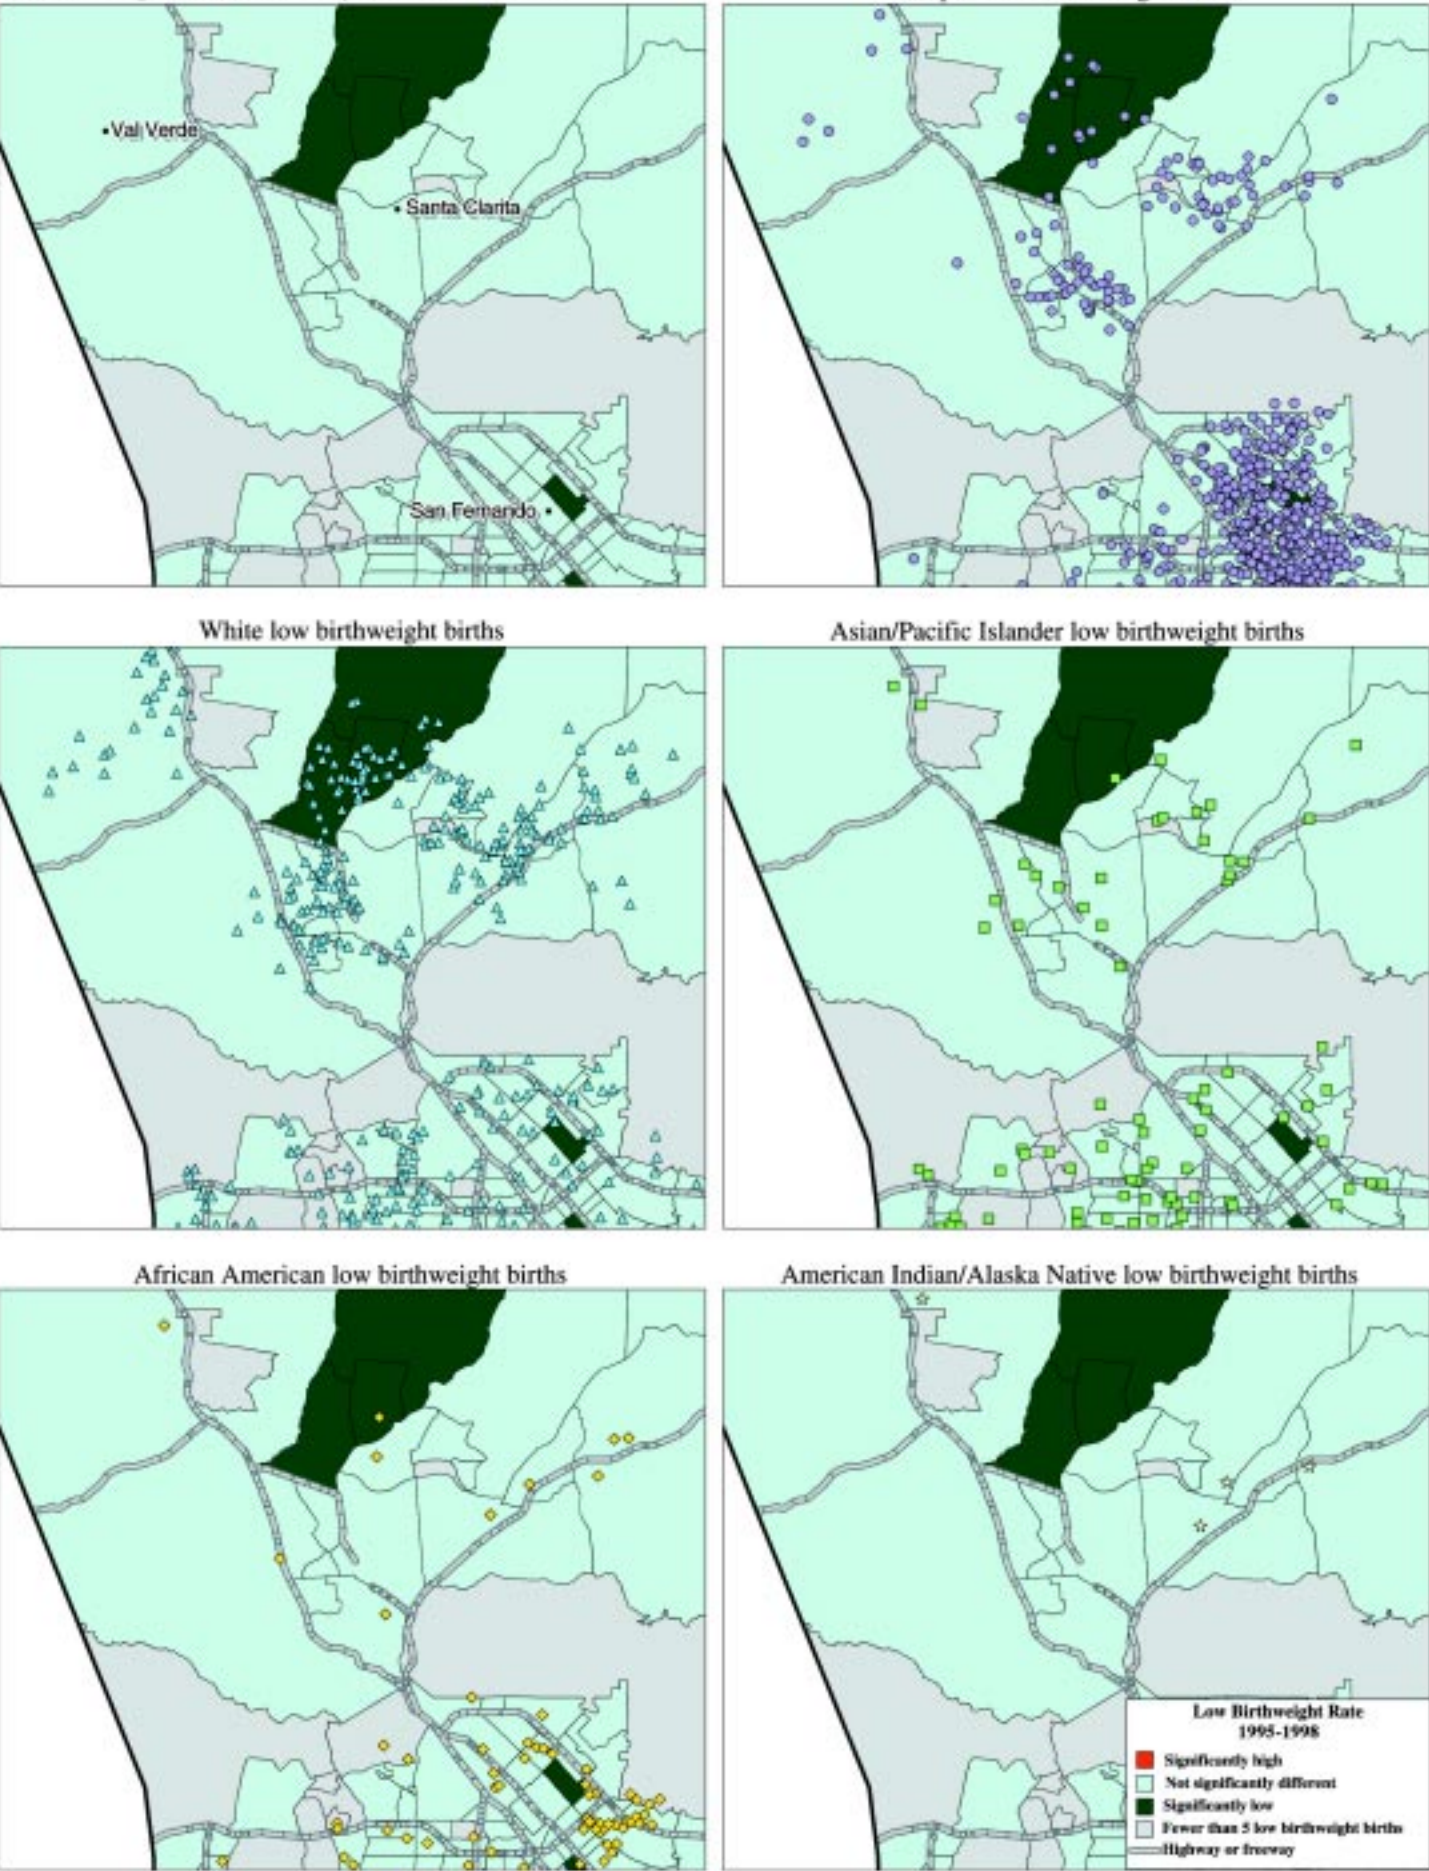 Val Verde
Santa Clarita
San Fernando
White low birthweight births
Asian/Pacific Islander low birthweight births
African American low birthweight births
American Indian/Alaska Native low birthweight births
Low Birthweight Rate
1995-1998
Significantly high
Not significantly different
Significantly low
Fewer than 5 low birthweight births
Highway or freeway